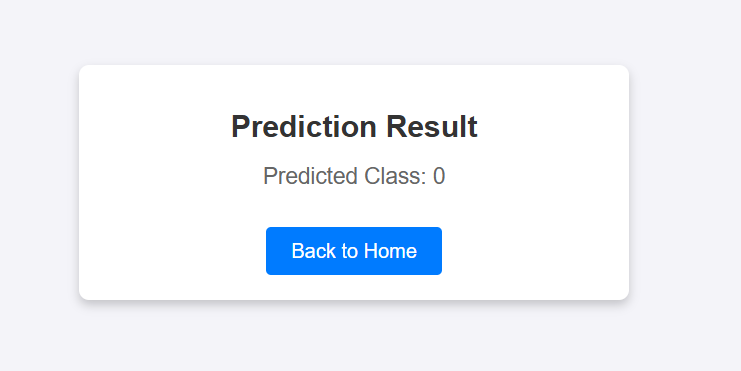 Prediction Result
Predicted Class: 0
Back to Home